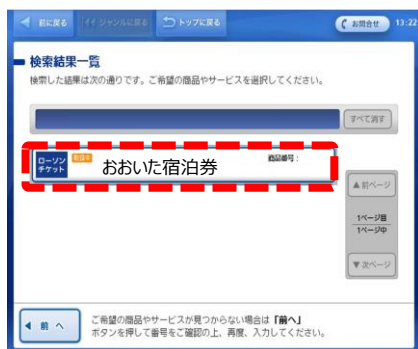 前に戻る ジャンルに戻る トップに戻る お問合せ 13:22
検索結果一覧
検索した結果は次の通りです。ご希望の商品やサービスを選択してください。
すべて消す
ローソン
チケット
おおいた宿泊券 商品番号:
▲前ページ
1ページ目
1ページ中
▼次ページ
前へ
ご希望の商品やサービスが見つからない場合は「前へ」
ボタンを押して番号をご確認の上、再度、入力してください。